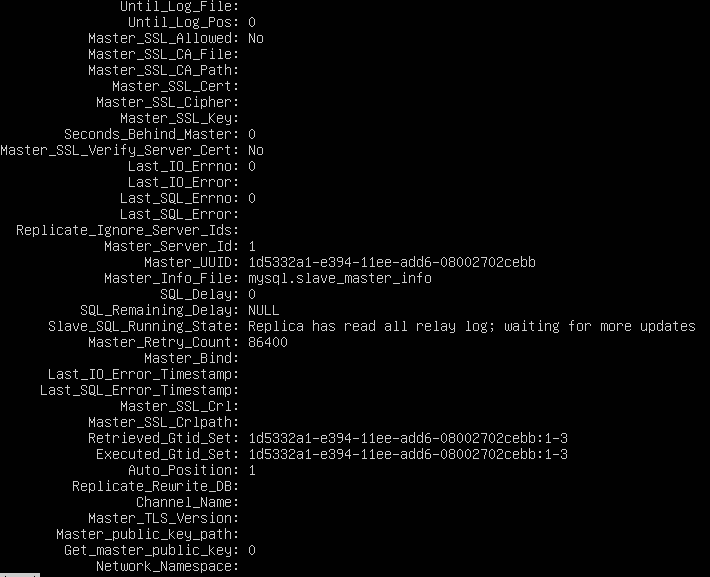 Until_Log_File:
Until_Log_Pos: 0
Master_SSL_Allowed: No
Master_SSL_CA_File:
Master_SSL_CA_Path:
Master_SSL_Cert:
Master_SSL_Cipher:
Master_SSL_Key:
Seconds_Behind_Master: 0
Master_SSL_Verify_Server_Cert: No
Last_IO_Errno: 0
Last_IO_Error:
Last_SQL_Errno: 0
Last_SQL_Error:
Replicate_Ignore_Server_Ids:
Master_Server_Id: 1
Master_UUID: 1d5332a1-e394-11ee-add6-08002702cebb
Master_Info_File: mysql.slave_master_info
SQL_Delay: 0
SQL_Remaining_Delay: NULL
Slave_SQL_Running_State: Replica has read all relay log; waiting for more updates
Master_Retry_Count: 86400
Master_Bind:
Last_IO_Error_Timestamp:
Last_SQL_Error_Timestamp:
Master_SSL_Crl:
Master_SSL_Crlpath:
Retrieved_Gtid_Set: 1d5332a1-e394-11ee-add6-08002702cebb:1-3
Executed_Gtid_Set: 1d5332a1-e394-11ee-add6-08002702cebb:1-3
Auto_Position: 1
Replicate_Rewrite_DB:
Channel_Name:
Master_TLS_Version:
Master_public_key_path:
Get_master_public_key: 0
Network_Namespace: